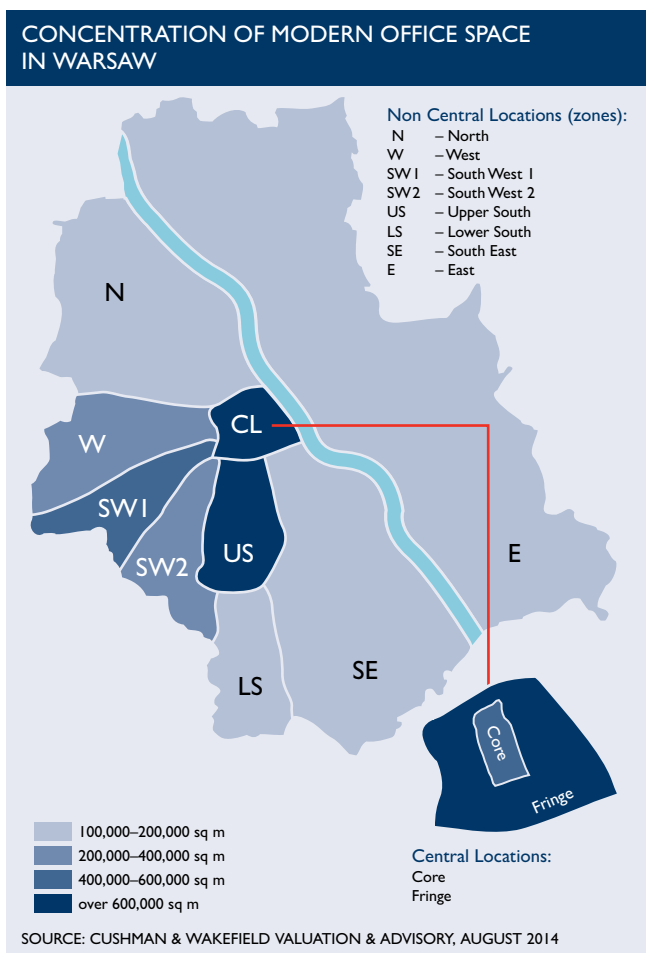 CONCENTRATION OF MODERN OFFICE SPACE
IN WARSAW
Non Central Locations (zones):
N – North
W – West
SW1 – South West 1
SW2 – South West 2
US – Upper South
LS – Lower South
SE – South East
E – East
N
CL
W
SW1
SW2
US
E
LS
SE
Core
Fringe
100,000–200,000 sq m
200,000–400,000 sq m
400,000–600,000 sq m
over 600,000 sq m
Central Locations:
Core
Fringe
SOURCE: CUSHMAN & WAKEFIELD VALUATION & ADVISORY, AUGUST 2014